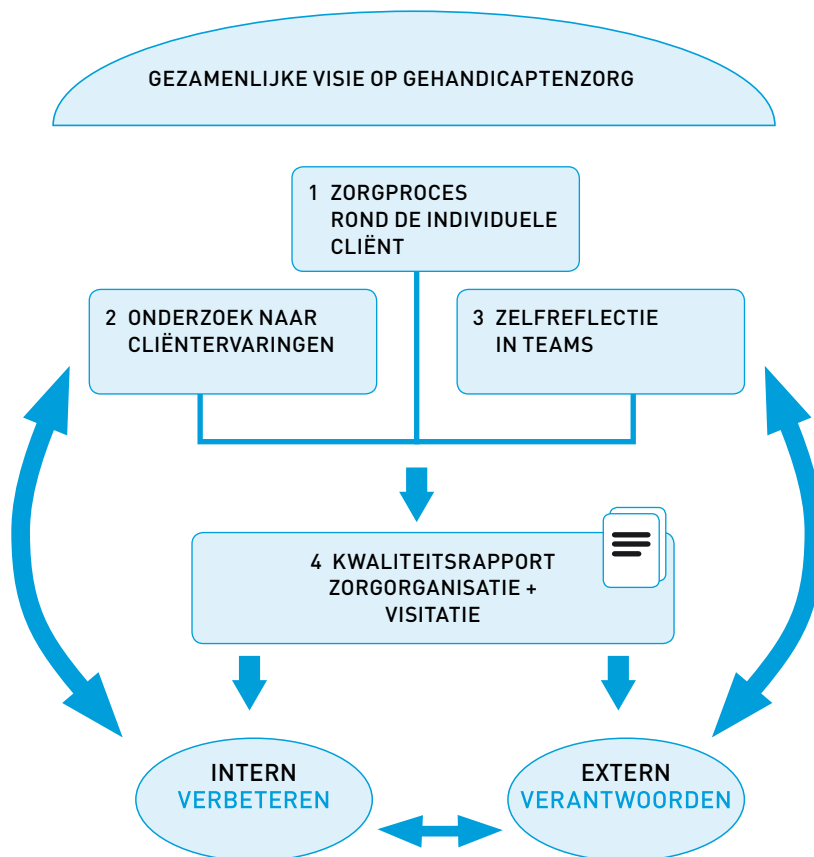 GEZAMENLIJKE VISIE OP GEHANDICAPTENZORG
1 ZORGPROCES
ROND DE INDIVIDUELE
CLIËNT
2 ONDERZOEK NAAR
CLIËNTERVARINGEN
3 ZELFREFLECTIE
IN TEAMS
4 KWALITEITSRAPPORT
ZORGORGANISATIE +
VISITATIE
INTERN
VERBETEREN
EXTERN
VERANTWOORDEN